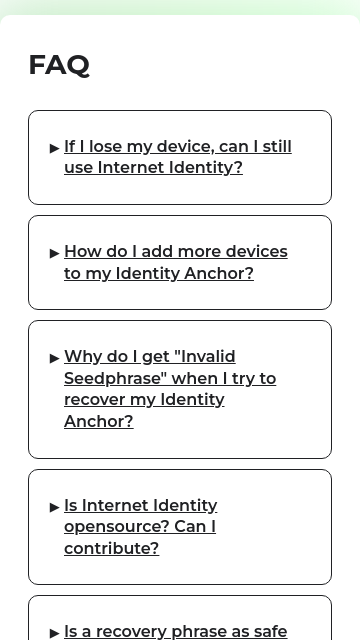 FAQ
▶ If I lose my device, can I still
use Internet Identity?
▶ How do I add more devices
to my Identity Anchor?
▶ Why do I get "Invalid
Seedphrase" when I try to
recover my Identity
Anchor?
▶ Is Internet Identity
opensource? Can I
contribute?
▶ Is a recovery phrase as safe